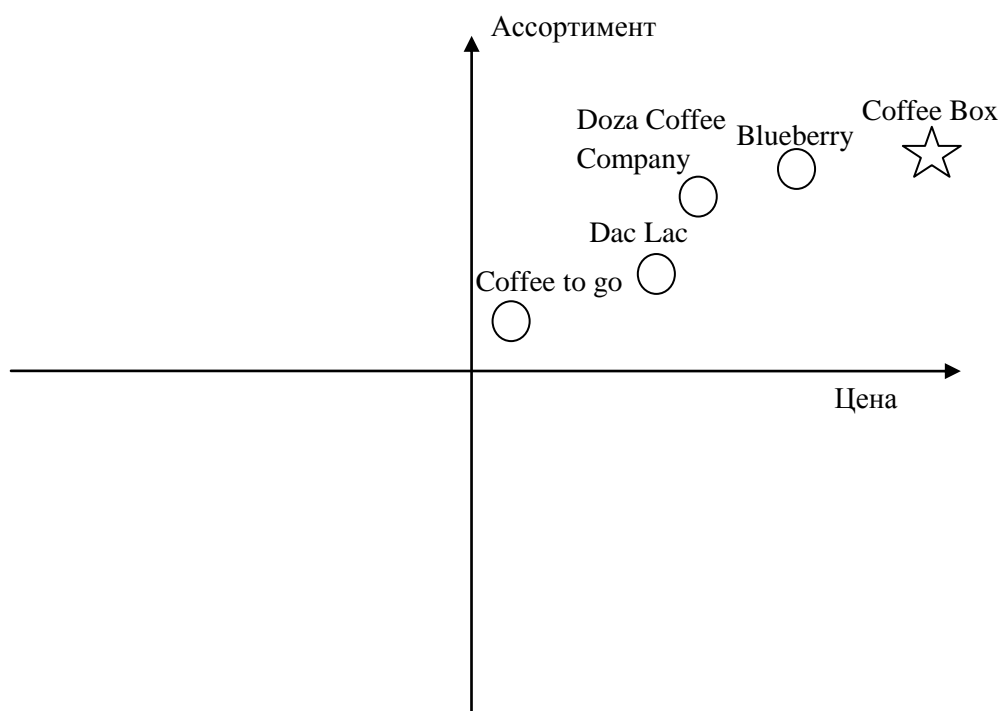 Ассортимент
Coffee Box
Doza Coffee
Company
Blueberry
Dac Lac
Coffee to go
Цена